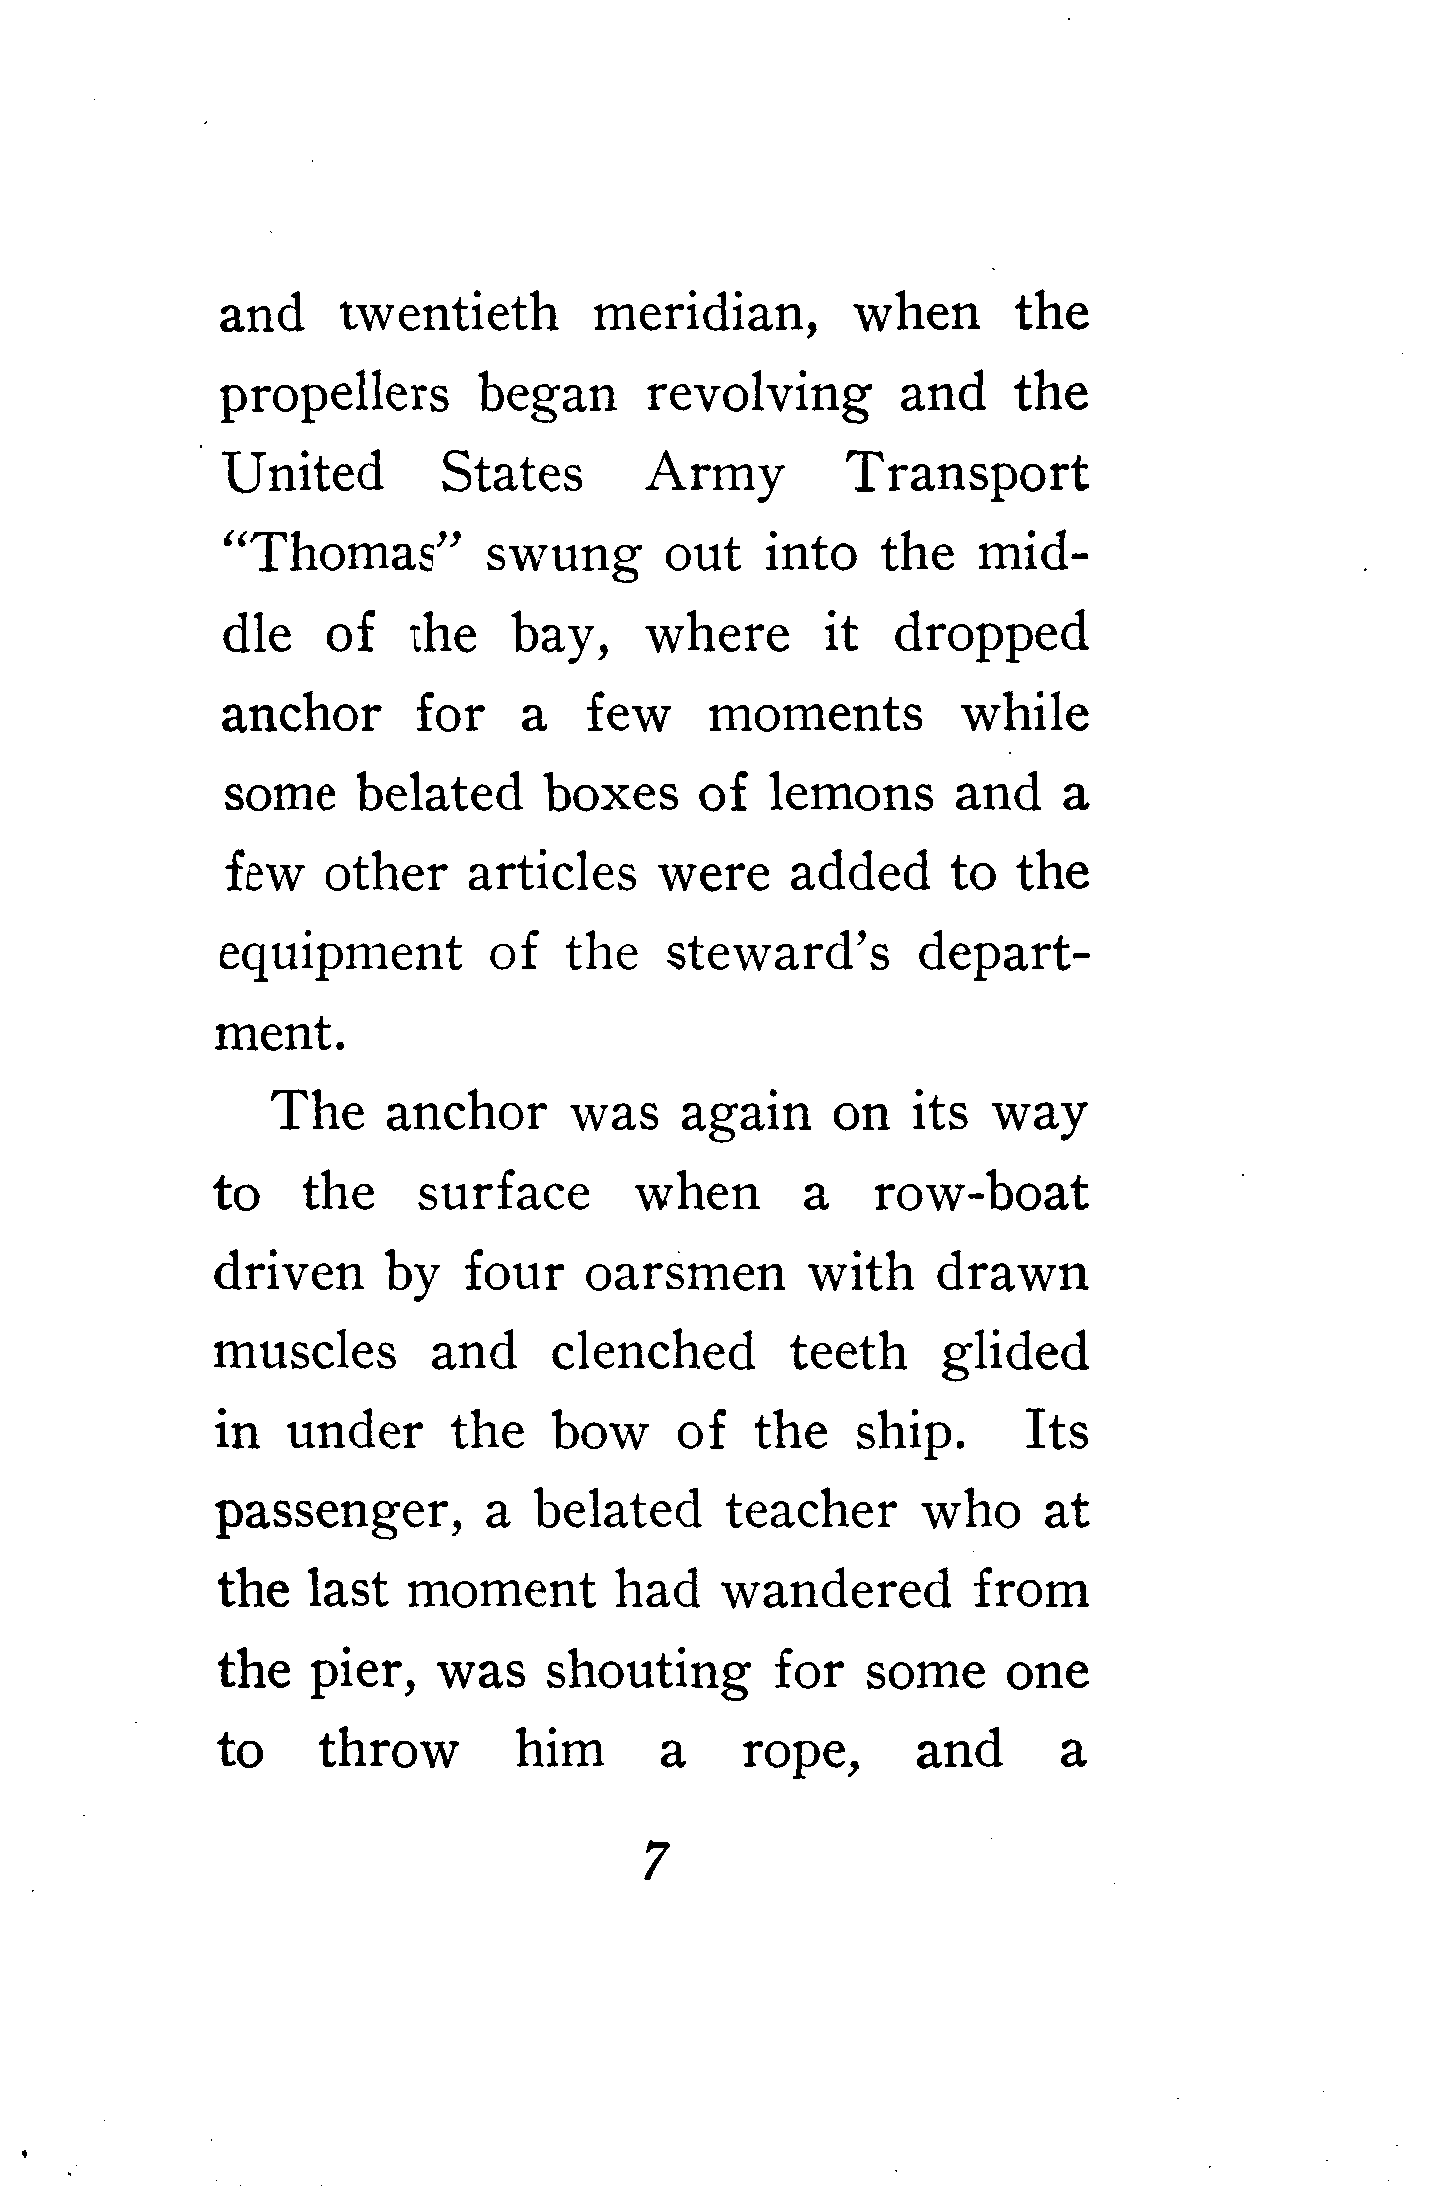 and twentieth meridian, when the
propellers began revolving and the
United States Army Transport
“Thomas” swung out into the mid-
dle of the bay, where it dropped
anchor for a few moments while
some belated boxes of lemons and a
few other articles were added to the
equipment of the steward’s depart-
ment.
The anchor was again on its way
to the surface when a row-boat
driven by four oarsmen with drawn
muscles and clenched teeth glided
in under the bow of the ship. Its
passenger, a belated teacher who at
the last moment had wandered from
the pier, was shouting for some one
to throw him a rope, and a
7